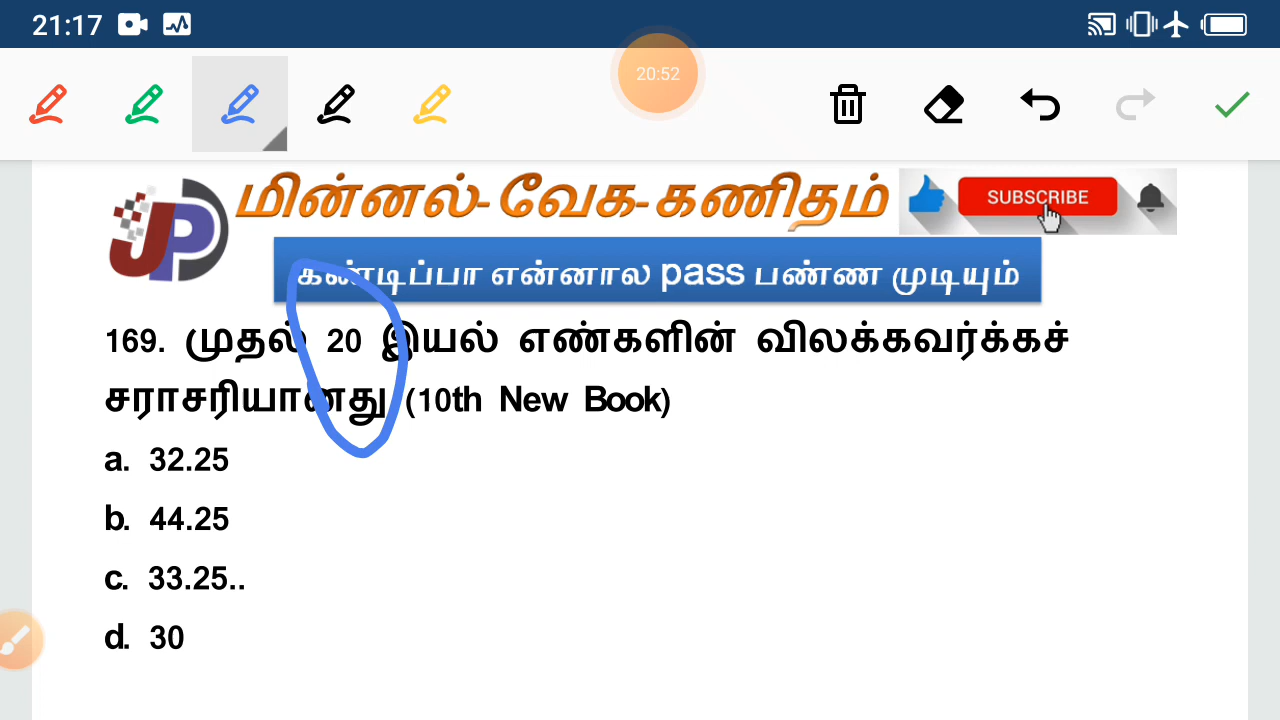 21:17
20:52
JP
மின்னல்-வேக-கணிதம்
SUBSCRIBE
கண்டிப்பா என்னால pass பண்ண முடியும்
169. முதல் 20 இயல் எண்களின் விலக்கவர்க்கச்
சராசரியானது (10th New Book)
a. 32.25
b. 44.25
c. 33.25..
d. 30